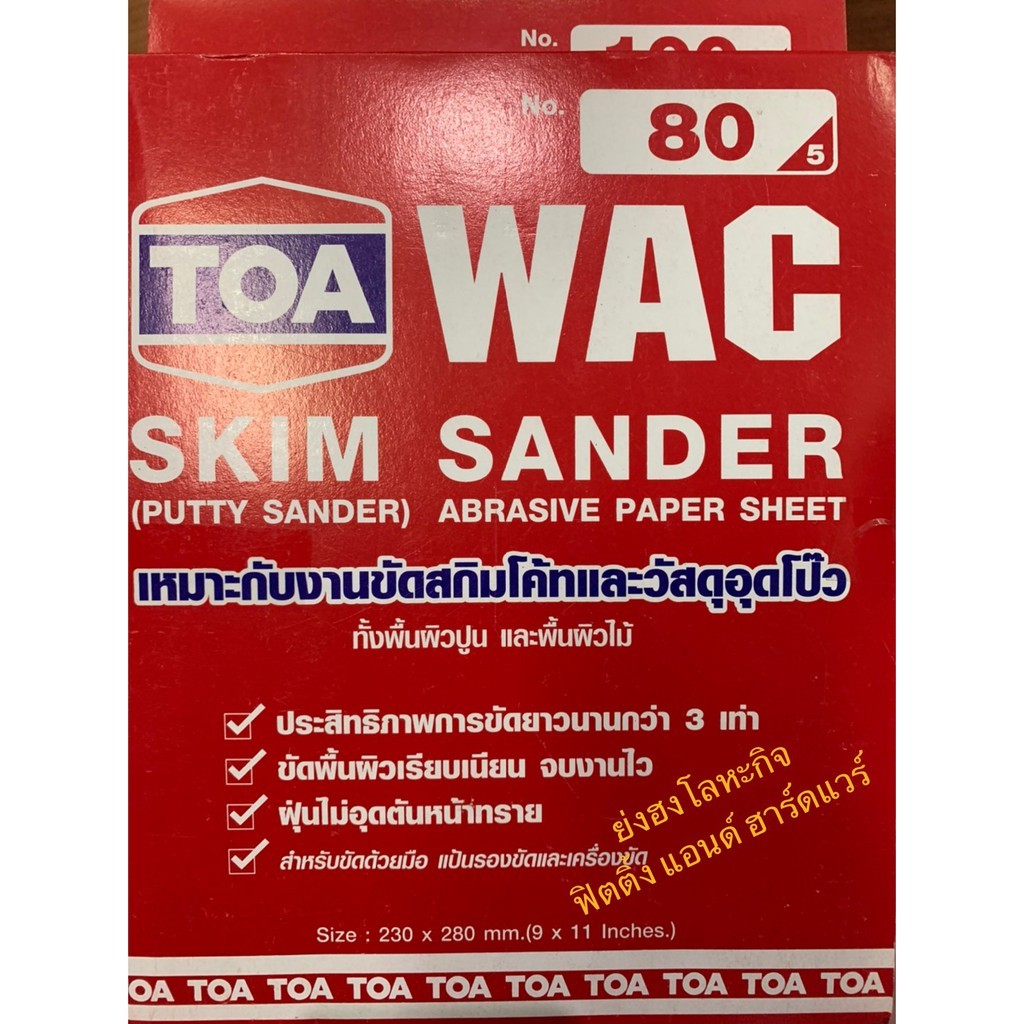 No.
No. 80 5
TOA WAC
SKIM SANDER
(PUTTY SANDER) ABRASIVE PAPER SHEET
เหมาะกับงานขัดสกิมโค้ทและวัสดุอุดโป๊ว
ทั้งพื้นผิวปูน และพื้นผิวไม้
ประสิทธิภาพการขัดยาวนานกว่า 3 เท่า
ขัดพื้นผิวเรียบเนียน จบงานไว
ฝุ่นไม่อุดตันหน้าทราย
สำหรับขัดด้วยมือ แป้นรองขัดและเครื่องขัด
ย่งฮงโลหะกิจ
ฟิตติ้ง แอนด์ ฮาร์ดแวร์
Size : 230 x 280 mm.(9 x 11 Inches.)
OA TOA TOA TOA TOA TOA TOA TOA TOA TOA